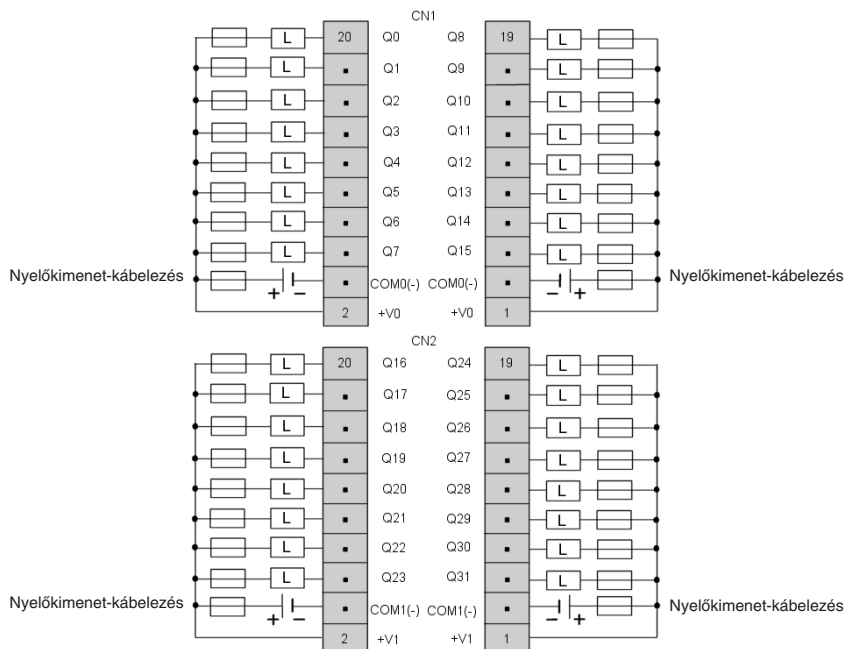 CN1
L 20 Q0 Q8 19 L
L Q1 Q9 L
L Q2 Q10 L
L Q3 Q11 L
L Q4 Q12 L
L Q5 Q13 L
L Q6 Q14 L
L Q7 Q15 L
Nyelőkimenet-kábelezés + − COM0(-) COM0(-) − + Nyelőkimenet-kábelezés
2 +V0 +V0 1
CN2
L 20 Q16 Q24 19 L
L Q17 Q25 L
L Q18 Q26 L
L Q19 Q27 L
L Q20 Q28 L
L Q21 Q29 L
L Q22 Q30 L
L Q23 Q31 L
Nyelőkimenet-kábelezés + − COM1(-) COM1(-) − + Nyelőkimenet-kábelezés
2 +V1 +V1 1